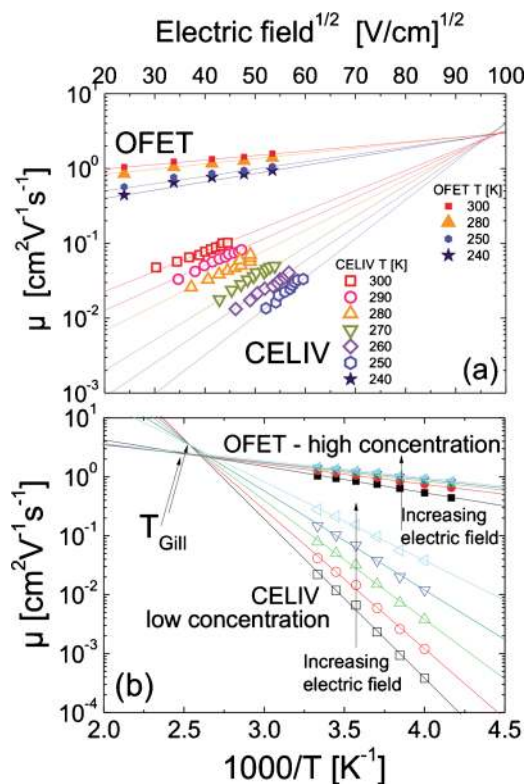 Electric field^1/2 [V/cm]^1/2
20 30 40 50 60 70 80 90 100
10^1
10^0
10^-1
10^-2
10^-3
μ [cm²V⁻¹s⁻¹]
OFET
OFET T [K]
300
280
250
240
CELIV T [K]
300
290
280
270
260
250
240
CELIV
(a)
10^1
10^0
10^-1
10^-2
10^-3
10^-4
μ [cm²V⁻¹s⁻¹]
OFET - high concentration
Increasing
electric field
T_Gill
CELIV
low concentration
Increasing
electric field
(b)
2.0 2.5 3.0 3.5 4.0 4.5
1000/T [K⁻¹]